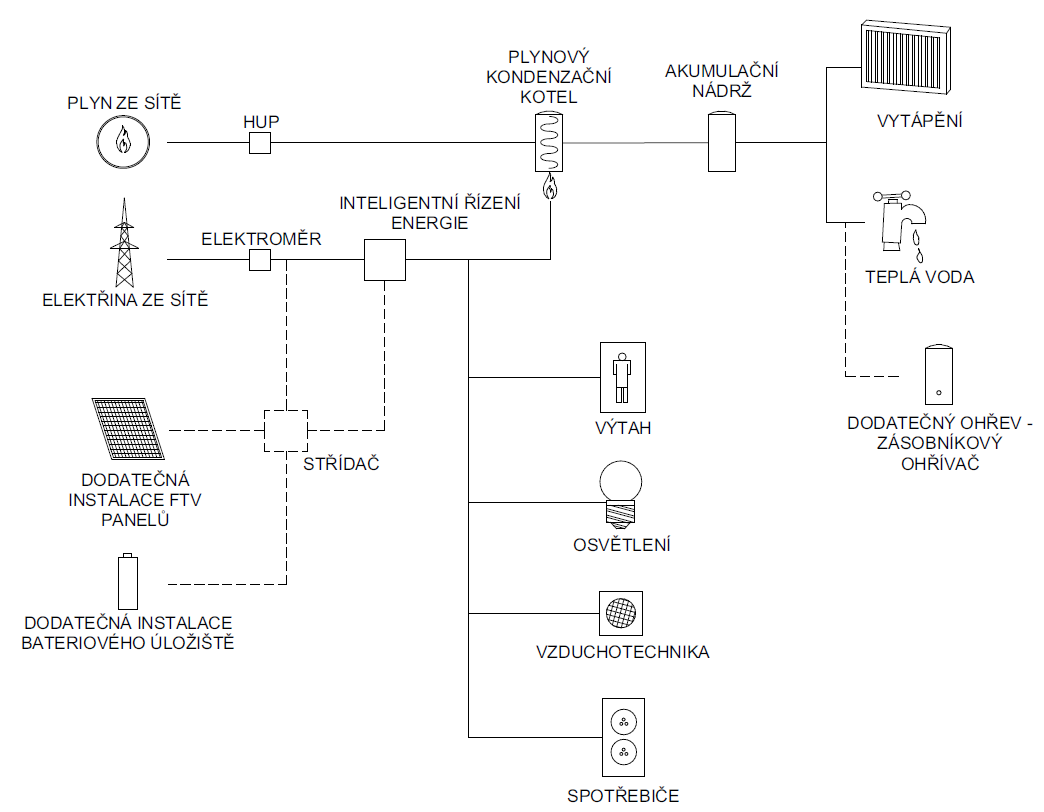 PLYNOVÝ
KONDENZAČNÍ
KOTEL
AKUMULAČNÍ
NÁDRŽ
PLYN ZE SÍTĚ
HUP
VYTÁPĚNÍ
INTELIGENTNÍ ŘÍZENÍ
ENERGIE
ELEKTROMĚR
ELEKTŘINA ZE SÍTĚ
TEPLÁ VODA
VÝTAH
DODATEČNÝ OHŘEV -
ZÁSOBNÍKOVÝ
OHŘÍVAČ
STŘÍDAČ
DODATEČNÁ
INSTALACE FTV
PANELŮ
OSVĚTLENÍ
DODATEČNÁ INSTALACE
BATERIOVÉHO ÚLOŽIŠTĚ
VZDUCHOTECHNIKA
SPOTŘEBIČE